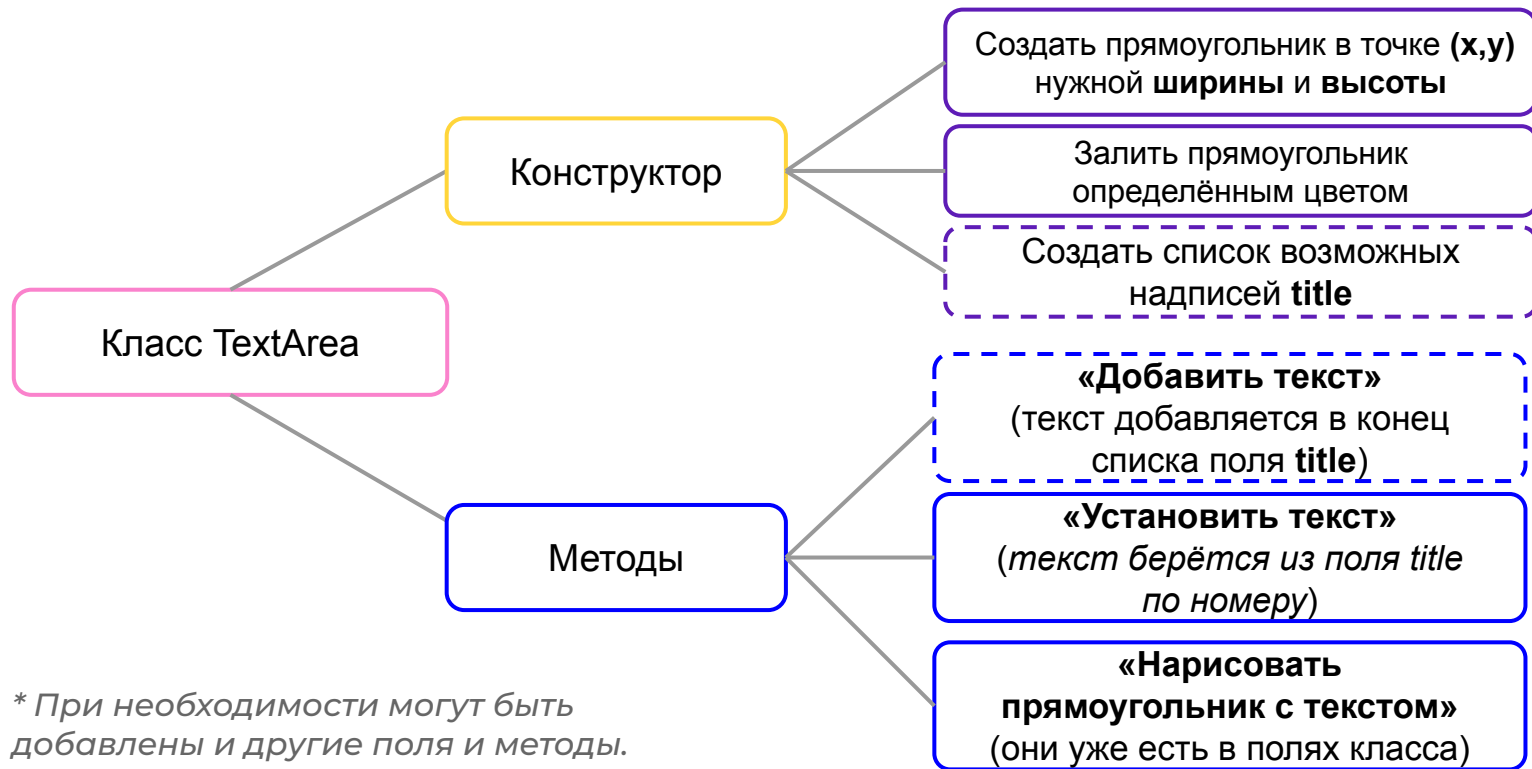 Создать прямоугольник в точке (x,y)
нужной ширины и высоты
Конструктор
Залить прямоугольник
определённым цветом
Создать список возможных
надписей title
Класс TextArea
«Добавить текст»
(текст добавляется в конец
списка поля title)
Методы
«Установить текст»
(текст берётся из поля title
по номеру)
«Нарисовать
прямоугольник с текстом»
(они уже есть в полях класса)
* При необходимости могут быть
добавлены и другие поля и методы.